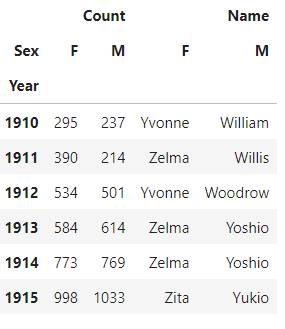 Count Name
Sex F M F M
Year
1910 295 237 Yvonne William
1911 390 214 Zelma Willis
1912 534 501 Yvonne Woodrow
1913 584 614 Zelma Yoshio
1914 773 769 Zelma Yoshio
1915 998 1033 Zita Yukio